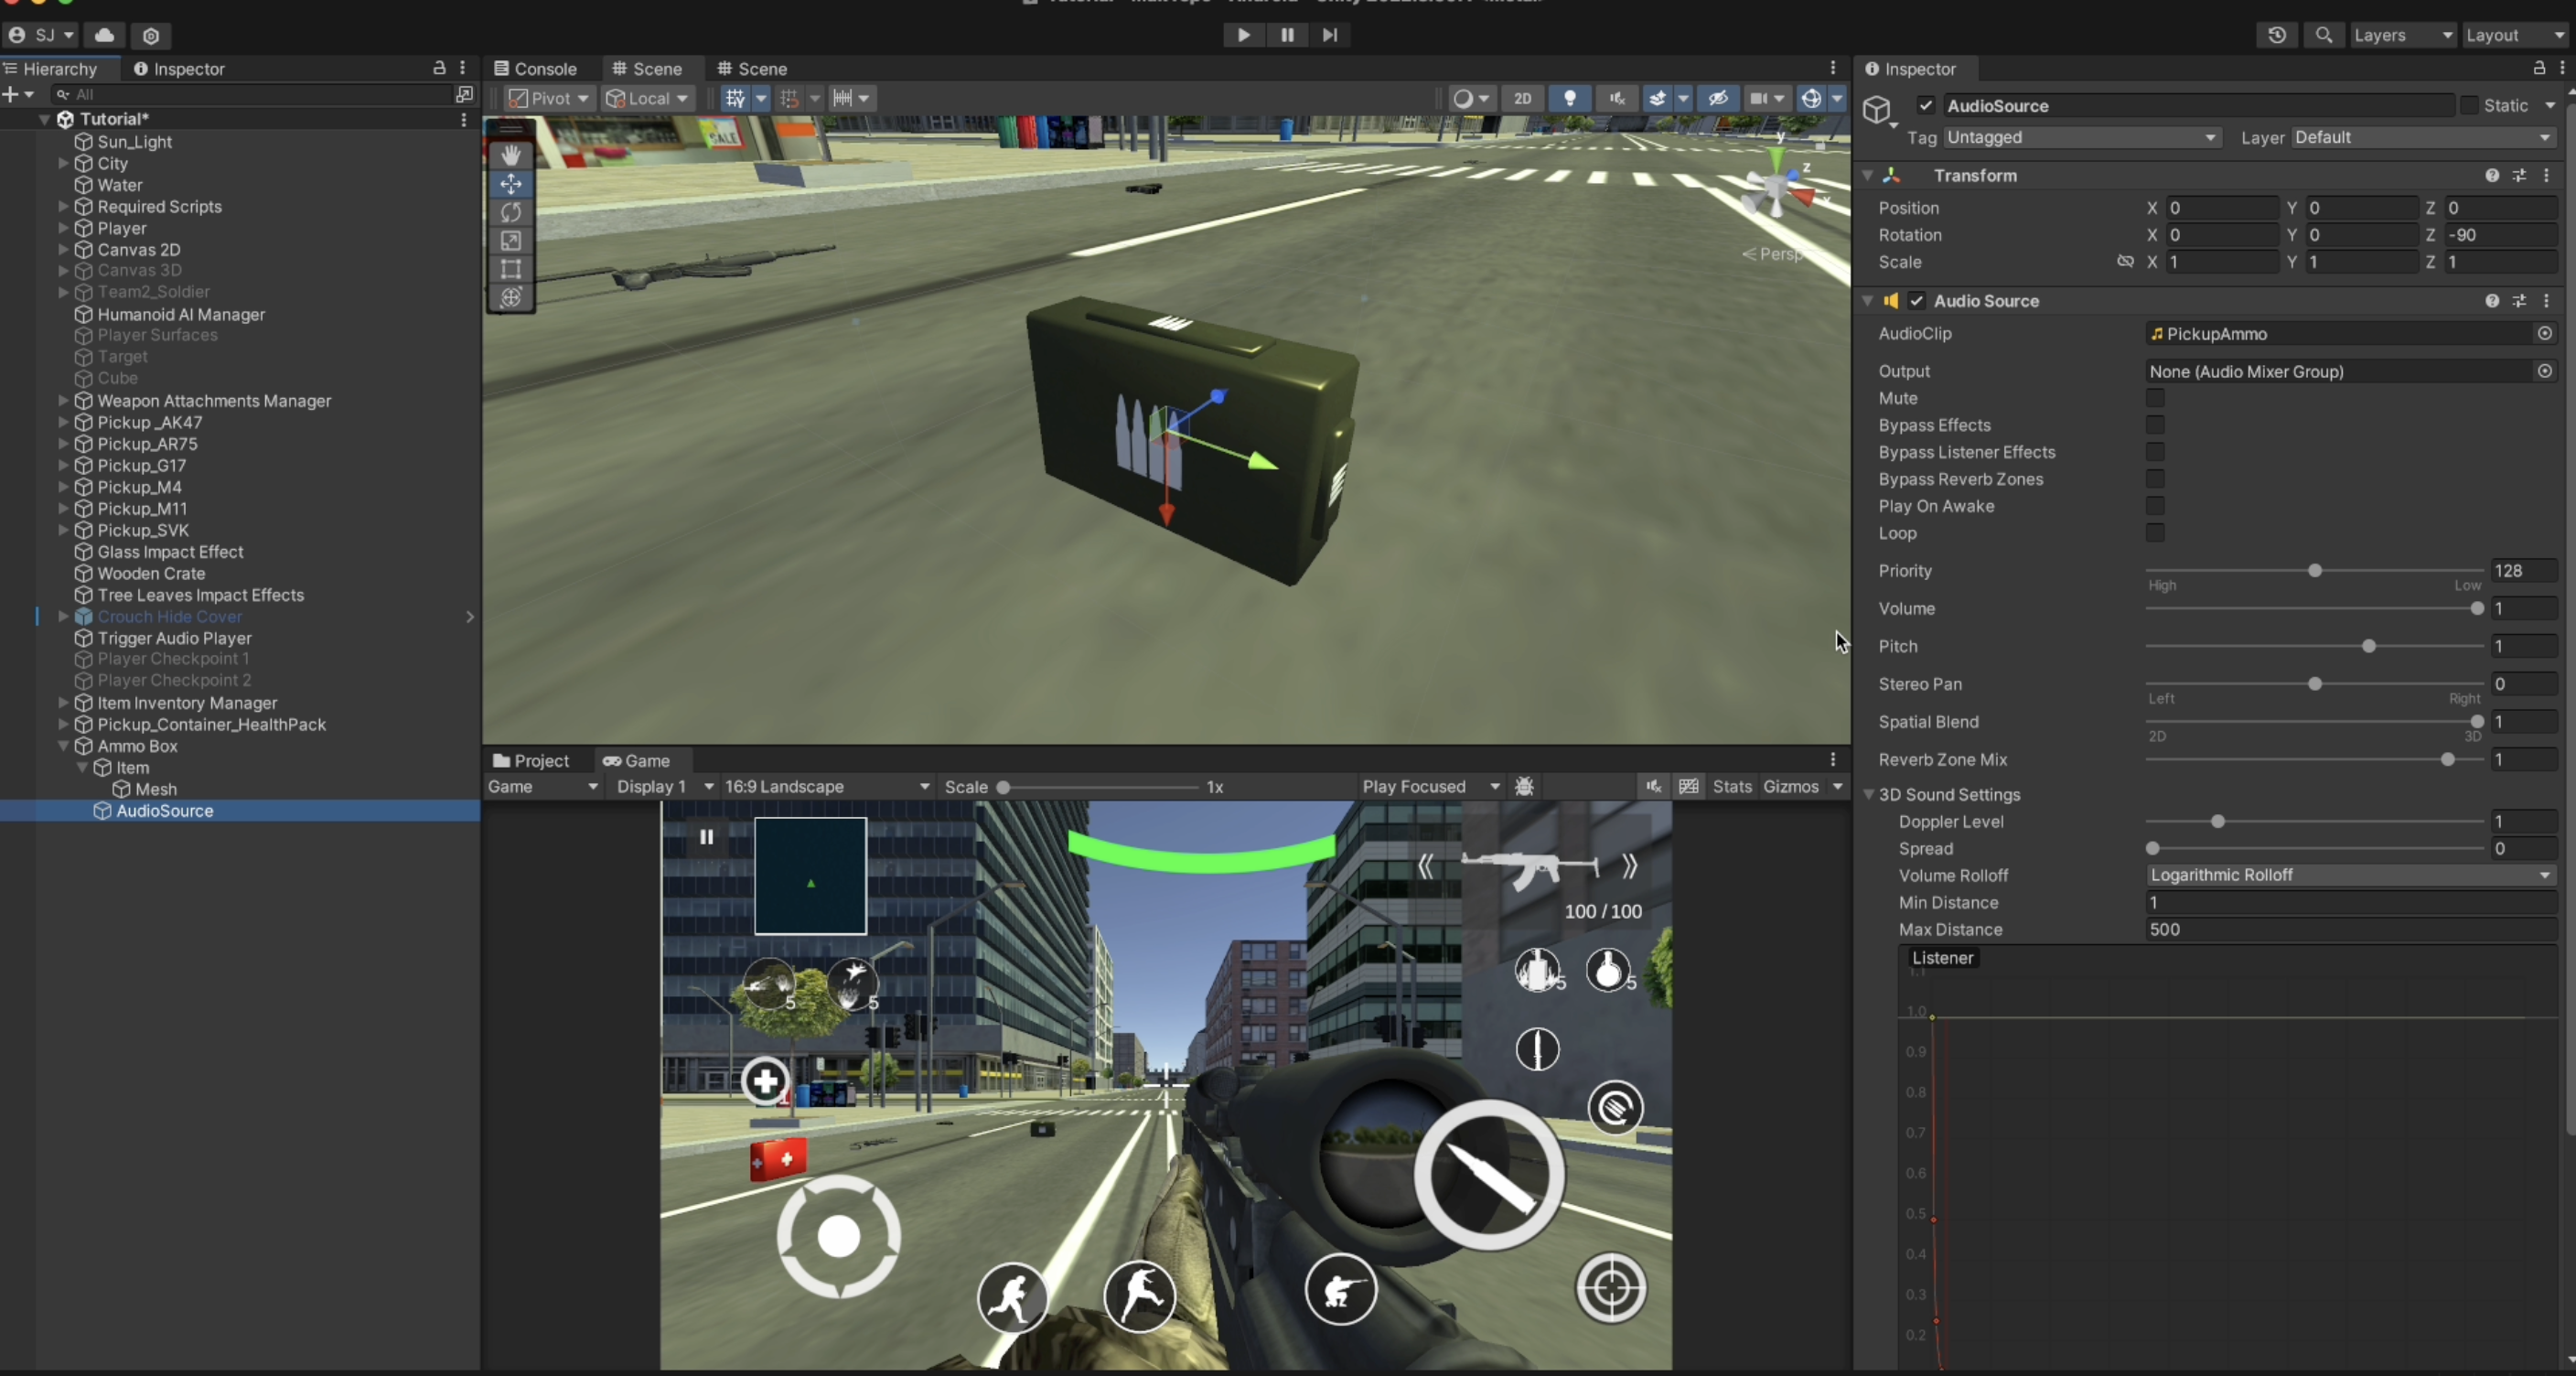 SJ
Layers
Layout
Hierarchy
Inspector
All
Tutorial*
Sun_Light
City
Water
Required Scripts
Player
Canvas 2D
Canvas 3D
Team2_Soldier
Humanoid AI Manager
Player Surfaces
Target
Cube
Weapon Attachments Manager
Pickup _AK47
Pickup_AR75
Pickup_G17
Pickup_M4
Pickup_M11
Pickup_SVK
Glass Impact Effect
Wooden Crate
Tree Leaves Impact Effects
Crouch Hide Cover
Trigger Audio Player
Player Checkpoint 1
Player Checkpoint 2
Item Inventory Manager
Pickup_Container_HealthPack
Ammo Box
Item
Mesh
AudioSource
Console
Scene
Scene
Pivot
Local
2D
SALE
y
z
x
Persp
Project
Game
Game
Display 1
16:9 Landscape
Scale
1x
Play Focused
Stats
Gizmos
100 / 100
5
5
5
5
1
Inspector
AudioSource
Static
Tag Untagged
Layer Default
Transform
Position X 0 Y 0 Z 0
Rotation X 0 Y 0 Z -90
Scale X 1 Y 1 Z 1
Audio Source
AudioClip PickupAmmo
Output None (Audio Mixer Group)
Mute
Bypass Effects
Bypass Listener Effects
Bypass Reverb Zones
Play On Awake
Loop
Priority 128
High Low
Volume 1
Pitch 1
Stereo Pan 0
Left Right
Spatial Blend 1
2D 3D
Reverb Zone Mix 1
3D Sound Settings
Doppler Level 1
Spread 0
Volume Rolloff Logarithmic Rolloff
Min Distance 1
Max Distance 500
Listener
1.1
1.0
0.9
0.8
0.7
0.6
0.5
0.4
0.3
0.2